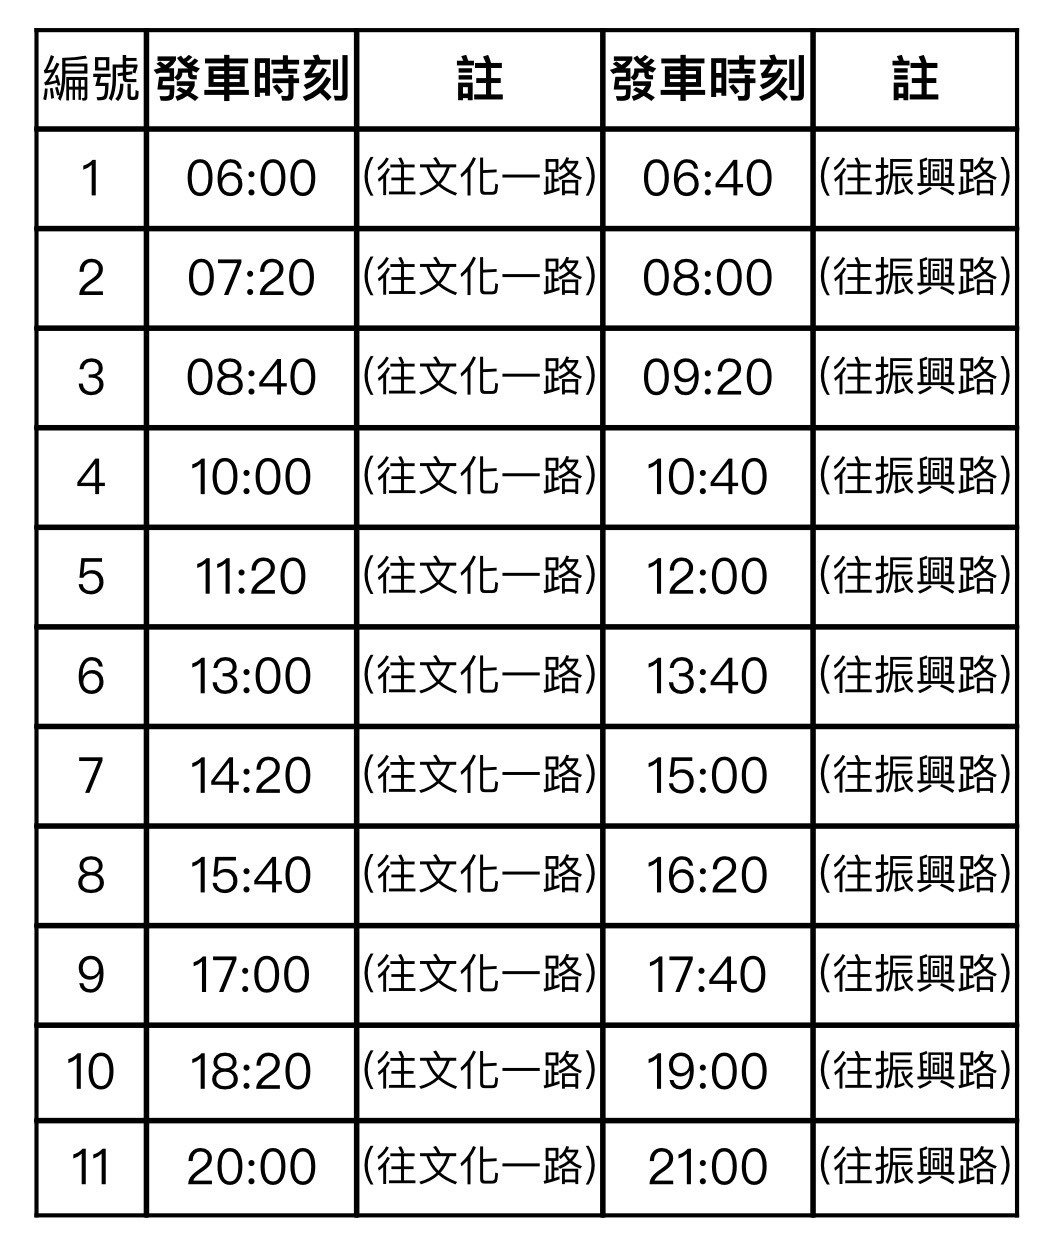 編號 發車時刻 註 發車時刻 註
1 06:00 (往文化一路) 06:40 (往振興路)
2 07:20 (往文化一路) 08:00 (往振興路)
3 08:40 (往文化一路) 09:20 (往振興路)
4 10:00 (往文化一路) 10:40 (往振興路)
5 11:20 (往文化一路) 12:00 (往振興路)
6 13:00 (往文化一路) 13:40 (往振興路)
7 14:20 (往文化一路) 15:00 (往振興路)
8 15:40 (往文化一路) 16:20 (往振興路)
9 17:00 (往文化一路) 17:40 (往振興路)
10 18:20 (往文化一路) 19:00 (往振興路)
11 20:00 (往文化一路) 21:00 (往振興路)